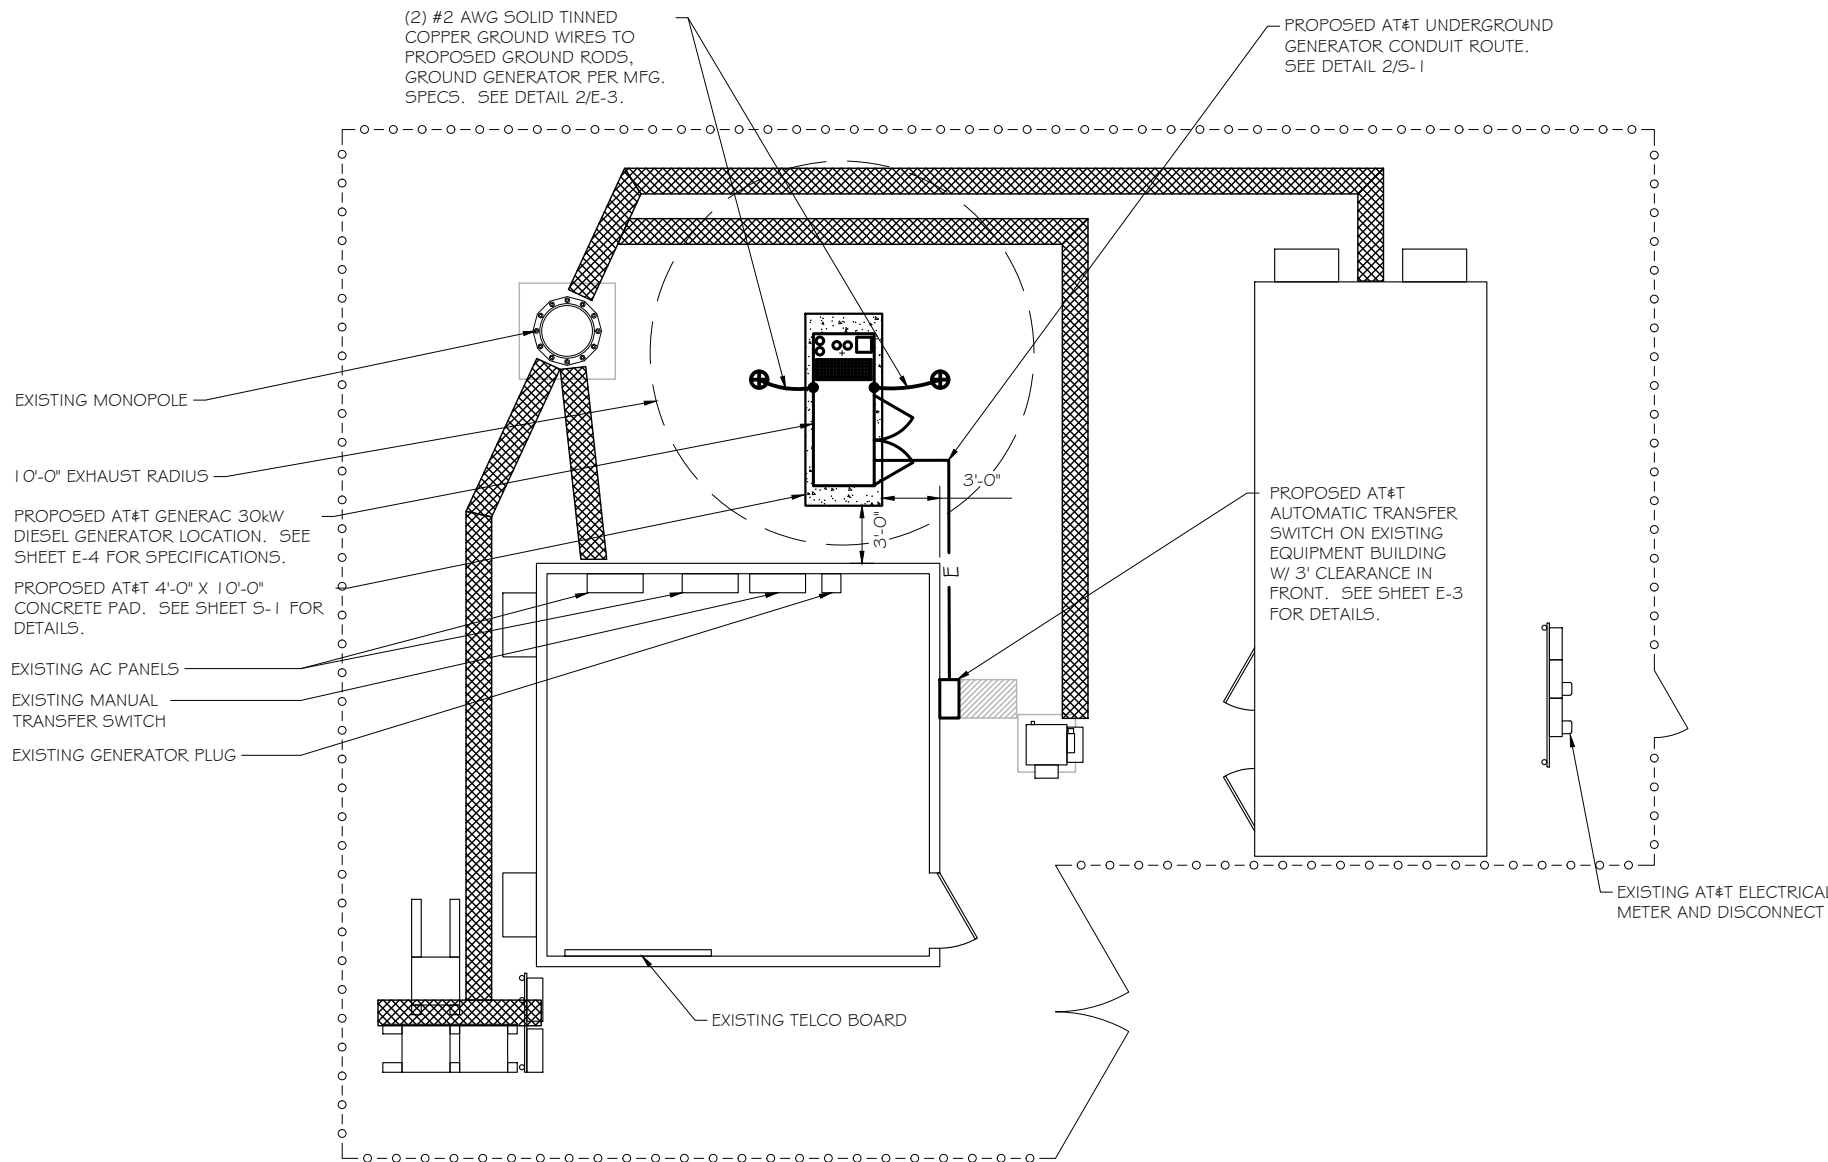 (2) #2 AWG SOLID TINNED
COPPER GROUND WIRES TO
PROPOSED GROUND RODS,
GROUND GENERATOR PER MFG.
SPECS. SEE DETAIL 2/E-3.
PROPOSED AT&T UNDERGROUND
GENERATOR CONDUIT ROUTE.
SEE DETAIL 2/S-1
EXISTING MONOPOLE
10'-0" EXHAUST RADIUS
PROPOSED AT&T GENERAC 30kW
DIESEL GENERATOR LOCATION. SEE
SHEET E-4 FOR SPECIFICATIONS.
PROPOSED AT&T 4'-0" X 10'-0"
CONCRETE PAD. SEE SHEET S-1 FOR
DETAILS.
EXISTING AC PANELS
EXISTING MANUAL
TRANSFER SWITCH
EXISTING GENERATOR PLUG
3'-0"
3'-0"
E
PROPOSED AT&T
AUTOMATIC TRANSFER
SWITCH ON EXISTING
EQUIPMENT BUILDING
W/ 3' CLEARANCE IN
FRONT. SEE SHEET E-3
FOR DETAILS.
EXISTING AT&T ELECTRICAL
METER AND DISCONNECT
EXISTING TELCO BOARD